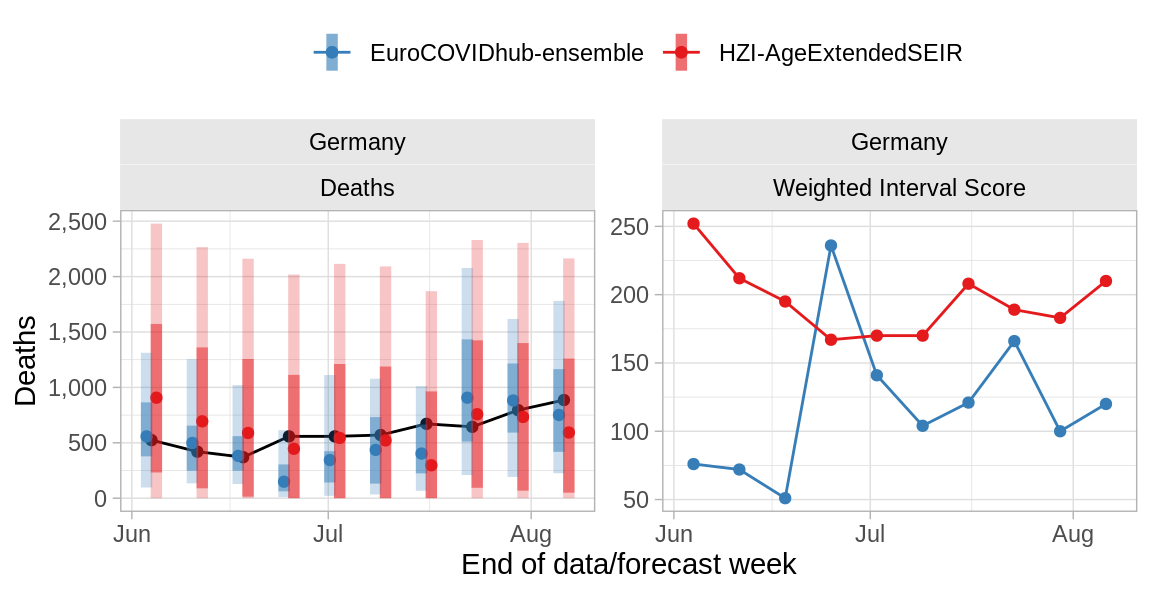 EuroCOVIDhub-ensemble HZI-AgeExtendedSEIR
Germany Germany
Deaths Weighted Interval Score
Deaths
2,500
2,000
1,500
1,000
500
0
250
200
150
100
50
Jun Jul Aug Jun Jul Aug
End of data/forecast week